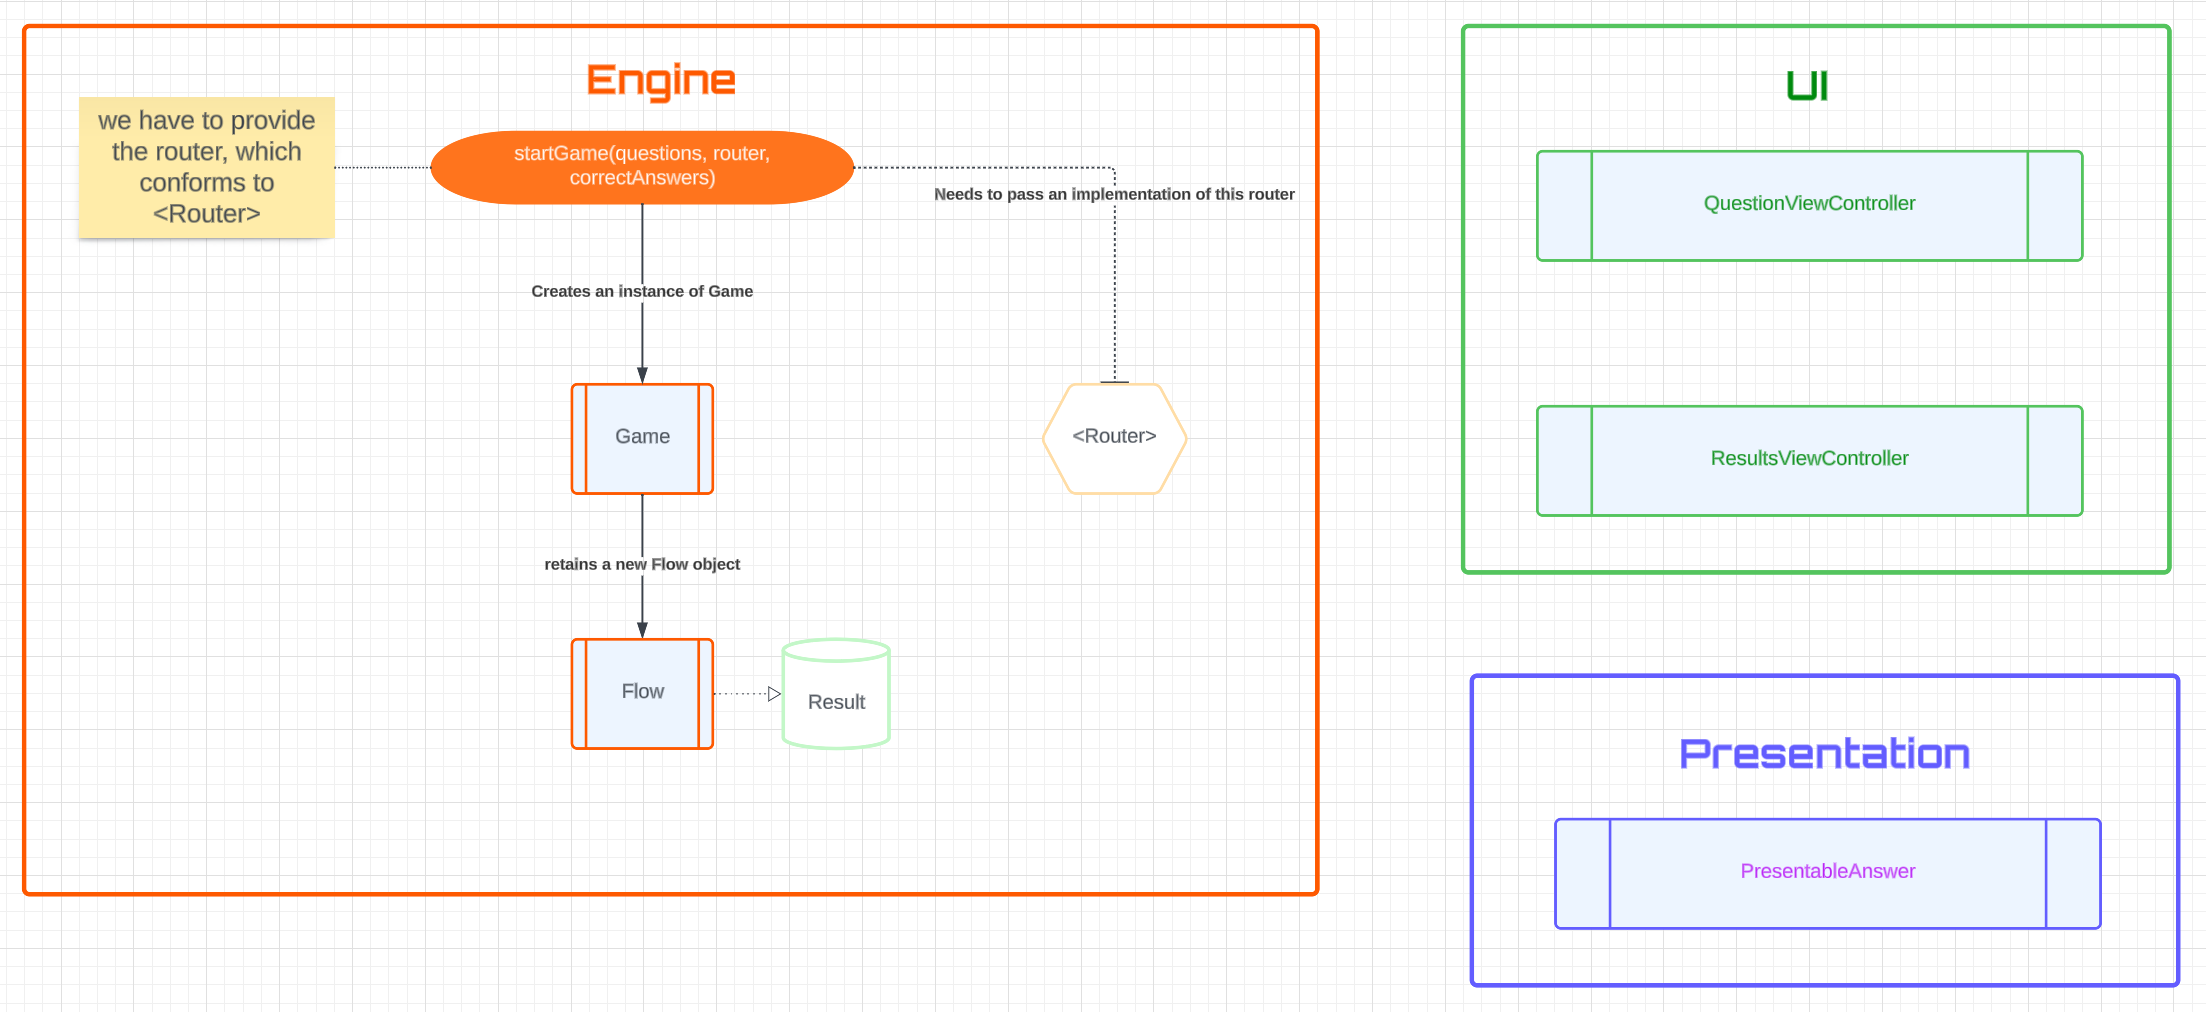 Engine
we have to provide
the router, which
conforms to
<Router>
startGame(questions, router,
correctAnswers)
Needs to pass an implementation of this router
Creates an instance of Game
Game
<Router>
retains a new Flow object
Flow
Result
UI
QuestionViewController
ResultsViewController
Presentation
PresentableAnswer